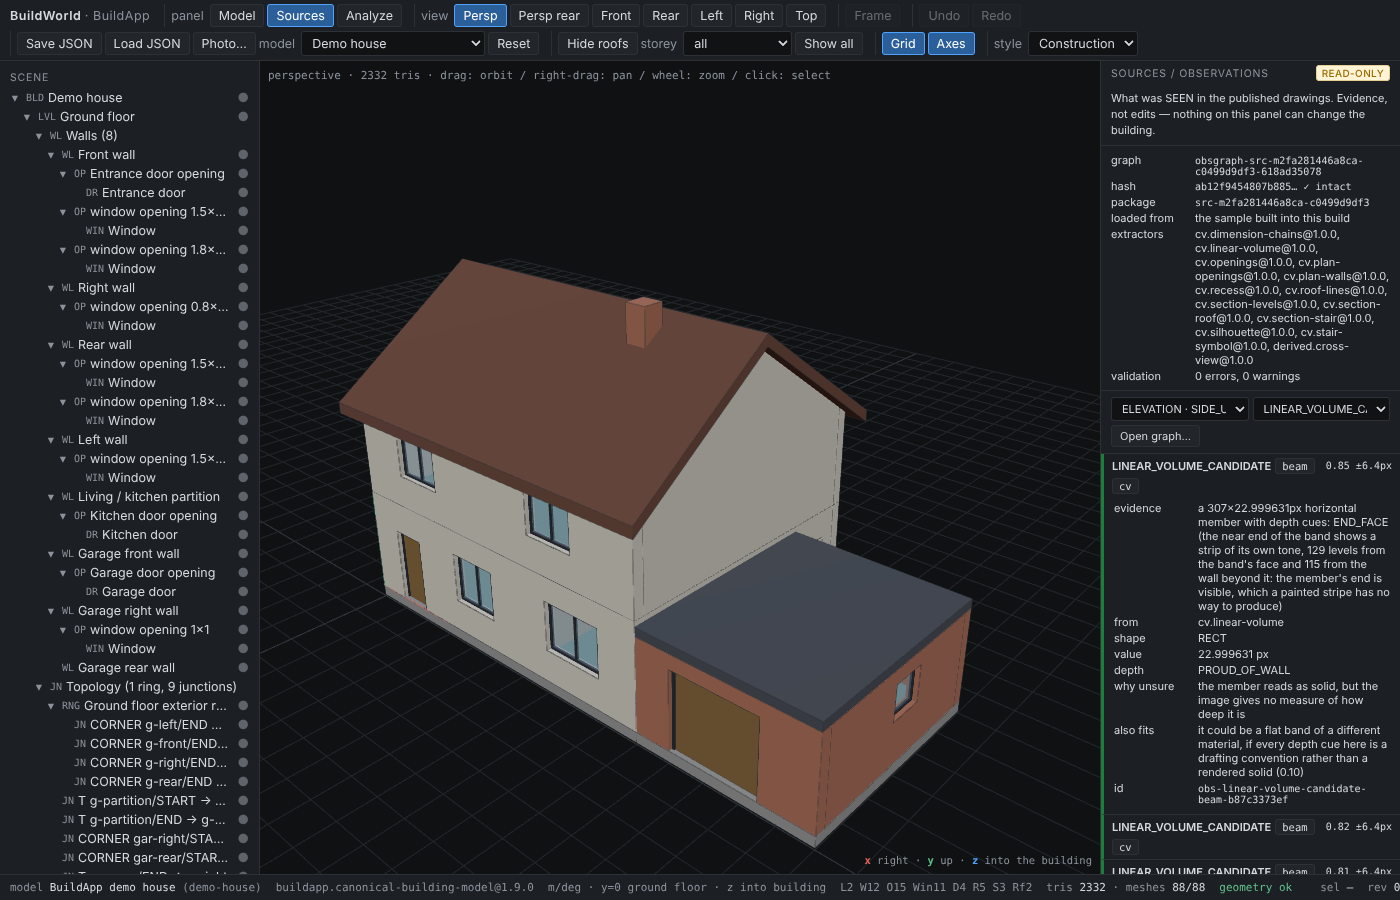 BuildWorld · BuildApp panel Model Sources Analyze view Persp Persp rear Front Rear Left Right Top Frame Undo Redo
Save JSON Load JSON Photo... model Demo house Reset Hide roofs storey all Show all Grid Axes style Construction
SCENE
BLD Demo house
LVL Ground floor
WL Walls (8)
WL Front wall
OP Entrance door opening
DR Entrance door
OP window opening 1.5×...
WIN Window
OP window opening 1.8×...
WIN Window
WL Right wall
OP window opening 0.8×...
WIN Window
WL Rear wall
OP window opening 1.5×...
WIN Window
OP window opening 1.8×...
WIN Window
WL Left wall
OP window opening 1.5×...
WIN Window
WL Living / kitchen partition
OP Kitchen door opening
DR Kitchen door
WL Garage front wall
OP Garage door opening
DR Garage door
WL Garage right wall
OP window opening 1×1
WIN Window
WL Garage rear wall
JN Topology (1 ring, 9 junctions)
RNG Ground floor exterior r...
JN CORNER g-left/END ...
JN CORNER g-front/END...
JN CORNER g-right/END...
JN CORNER g-rear/END ...
JN T g-partition/START → ...
JN T g-partition/END → g-...
JN CORNER gar-right/STA...
JN CORNER gar-rear/STAR...
perspective · 2332 tris · drag: orbit / right-drag: pan / wheel: zoom / click: select
x right · y up · z into the building
SOURCES / OBSERVATIONS READ-ONLY
What was SEEN in the published drawings. Evidence,
not edits — nothing on this panel can change the
building.
graph obsgraph-src-m2fa281446a8ca-
c0499d9df3-618ad35078
hash ab12f9454807b885… ✓ intact
package src-m2fa281446a8ca-c0499d9df3
loaded from the sample built into this build
extractors cv.dimension-chains@1.0.0,
cv.linear-volume@1.0.0,
cv.openings@1.0.0, cv.plan-
openings@1.0.0, cv.plan-walls@1.0.0,
cv.recess@1.0.0, cv.roof-lines@1.0.0,
cv.section-levels@1.0.0, cv.section-
roof@1.0.0, cv.section-stair@1.0.0,
cv.silhouette@1.0.0, cv.stair-
symbol@1.0.0, derived.cross-
view@1.0.0
validation 0 errors, 0 warnings
ELEVATION · SIDE_L LINEAR_VOLUME_CA
Open graph...
LINEAR_VOLUME_CANDIDATE beam 0.85 ±6.4px
cv
evidence a 307×22.999631px horizontal
member with depth cues: END_FACE
(the near end of the band shows a
strip of its own tone, 129 levels from
the band's face and 115 from the
wall beyond it: the member's end is
visible, which a painted stripe has no
way to produce)
from cv.linear-volume
shape RECT
value 22.999631 px
depth PROUD_OF_WALL
why unsure the member reads as solid, but the
image gives no measure of how
deep it is
also fits it could be a flat band of a different
material, if every depth cue here is a
drafting convention rather than a
rendered solid (0.10)
id obs-linear-volume-candidate-
beam-b87c3373ef
LINEAR_VOLUME_CANDIDATE beam 0.82 ±6.4px
cv
LINEAR_VOLUME_CANDIDATE beam 0.81 ±6.4px
model BuildApp demo house (demo-house) buildapp.canonical-building-model@1.9.0 m/deg · y=0 ground floor · z into building L2 W12 O15 Win11 D4 R5 S3 Rf2 tris 2332 · meshes 88/88 geometry ok sel — rev 0